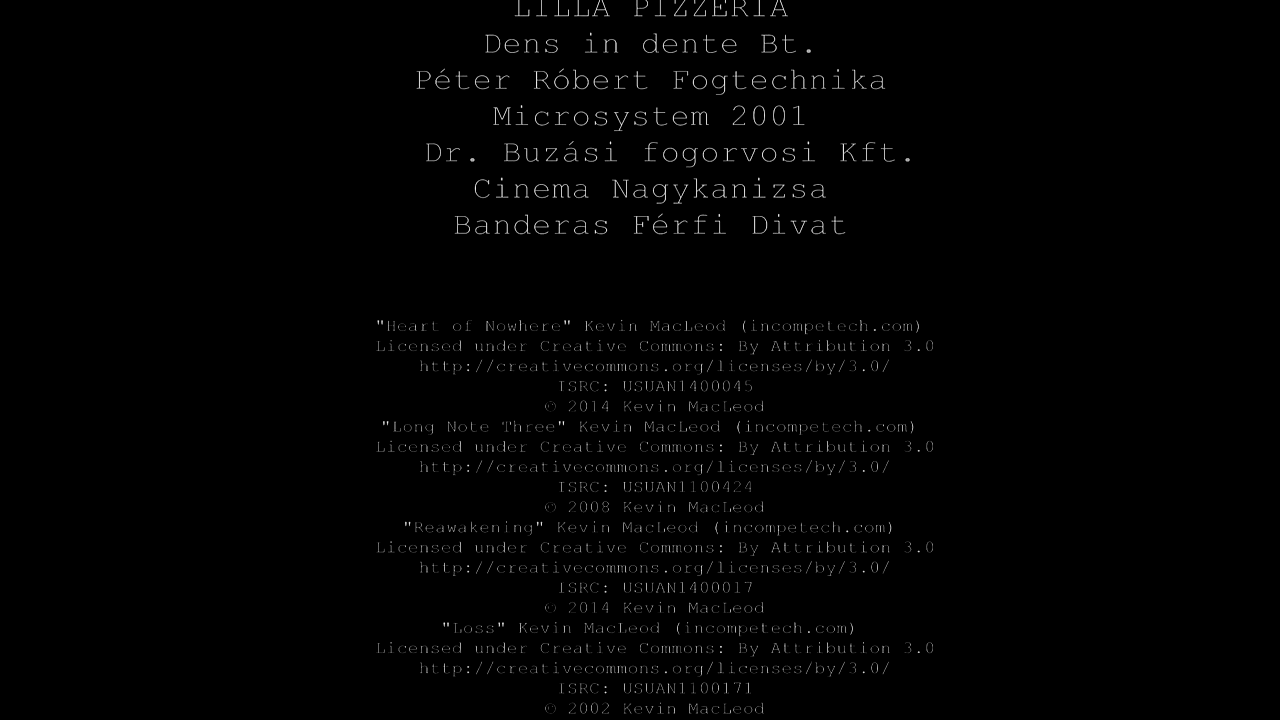 LILLA PIZZERIA
Dens in dente Bt.
Péter Róbert Fogtechnika
Microsystem 2001
Dr. Buzási fogorvosi Kft.
Cinema Nagykanizsa
Banderas Férfi Divat
"Heart of Nowhere" Kevin MacLeod (incompetech.com)
Licensed under Creative Commons: By Attribution 3.0
http://creativecommons.org/licenses/by/3.0/
ISRC: USUAN1400045
© 2014 Kevin MacLeod
"Long Note Three" Kevin MacLeod (incompetech.com)
Licensed under Creative Commons: By Attribution 3.0
http://creativecommons.org/licenses/by/3.0/
ISRC: USUAN1100424
© 2008 Kevin MacLeod
"Reawakening" Kevin MacLeod (incompetech.com)
Licensed under Creative Commons: By Attribution 3.0
http://creativecommons.org/licenses/by/3.0/
ISRC: USUAN1400017
© 2014 Kevin MacLeod
"Loss" Kevin MacLeod (incompetech.com)
Licensed under Creative Commons: By Attribution 3.0
http://creativecommons.org/licenses/by/3.0/
ISRC: USUAN1100171
© 2002 Kevin MacLeod